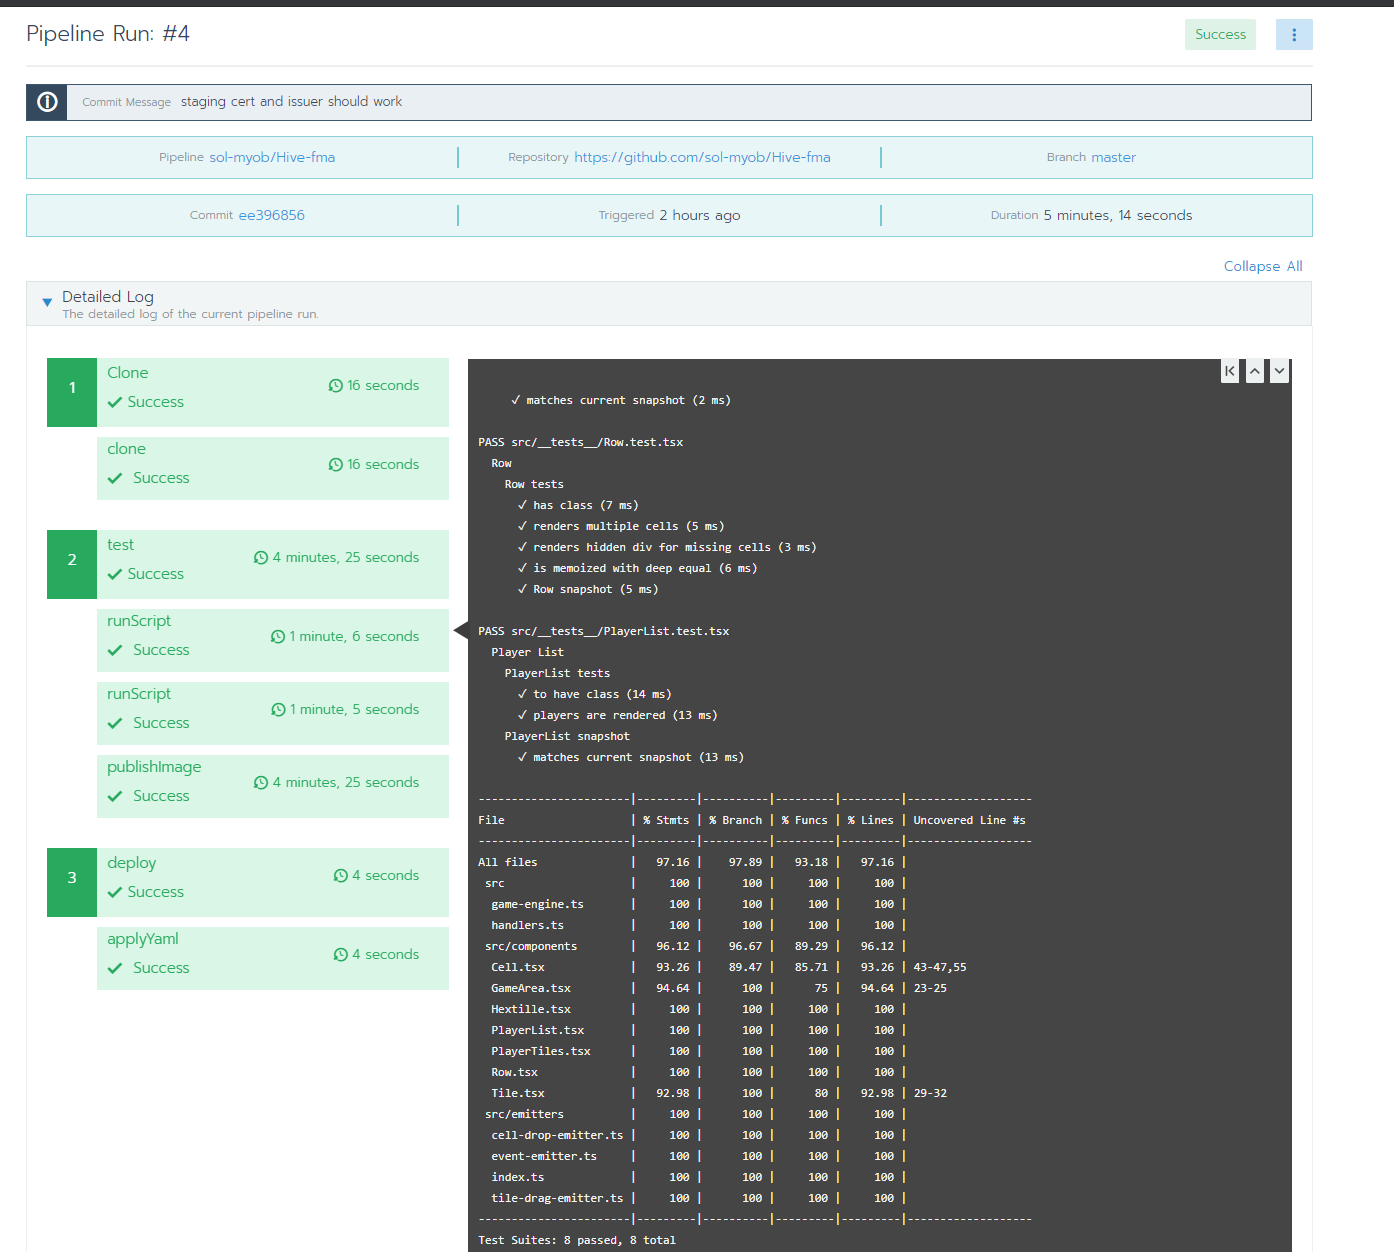 Pipeline Run: #4
Success
Commit Message staging cert and issuer should work
Pipeline sol-myob/Hive-fma
Repository https://github.com/sol-myob/Hive-fma
Branch master
Commit ee396856
Triggered 2 hours ago
Duration 5 minutes, 14 seconds
Collapse All
Detailed Log
The detailed log of the current pipeline run.
1
Clone
16 seconds
Success
clone
16 seconds
Success
2
test
4 minutes, 25 seconds
Success
runScript
1 minute, 6 seconds
Success
runScript
1 minute, 5 seconds
Success
publishImage
4 minutes, 25 seconds
Success
3
deploy
4 seconds
Success
applyYaml
4 seconds
Success
✓ matches current snapshot (2 ms)
PASS src/__tests__/Row.test.tsx
Row
Row tests
✓ has class (7 ms)
✓ renders multiple cells (5 ms)
✓ renders hidden div for missing cells (3 ms)
✓ is memoized with deep equal (6 ms)
✓ Row snapshot (5 ms)
PASS src/__tests__/PlayerList.test.tsx
Player List
PlayerList tests
✓ to have class (14 ms)
✓ players are rendered (13 ms)
PlayerList snapshot
✓ matches current snapshot (13 ms)
-----------------------|---------|----------|---------|---------|-------------------
File | % Stmts | % Branch | % Funcs | % Lines | Uncovered Line #s
-----------------------|---------|----------|---------|---------|-------------------
All files | 97.16 | 97.89 | 93.18 | 97.16 |
src | 100 | 100 | 100 | 100 |
game-engine.ts | 100 | 100 | 100 | 100 |
handlers.ts | 100 | 100 | 100 | 100 |
src/components | 96.12 | 96.67 | 89.29 | 96.12 |
Cell.tsx | 93.26 | 89.47 | 85.71 | 93.26 | 43-47,55
GameArea.tsx | 94.64 | 100 | 75 | 94.64 | 23-25
Hextille.tsx | 100 | 100 | 100 | 100 |
PlayerList.tsx | 100 | 100 | 100 | 100 |
PlayerTiles.tsx | 100 | 100 | 100 | 100 |
Row.tsx | 100 | 100 | 100 | 100 |
Tile.tsx | 92.98 | 100 | 80 | 92.98 | 29-32
src/emitters | 100 | 100 | 100 | 100 |
cell-drop-emitter.ts | 100 | 100 | 100 | 100 |
event-emitter.ts | 100 | 100 | 100 | 100 |
index.ts | 100 | 100 | 100 | 100 |
tile-drag-emitter.ts | 100 | 100 | 100 | 100 |
-----------------------|---------|----------|---------|---------|-------------------
Test Suites: 8 passed, 8 total